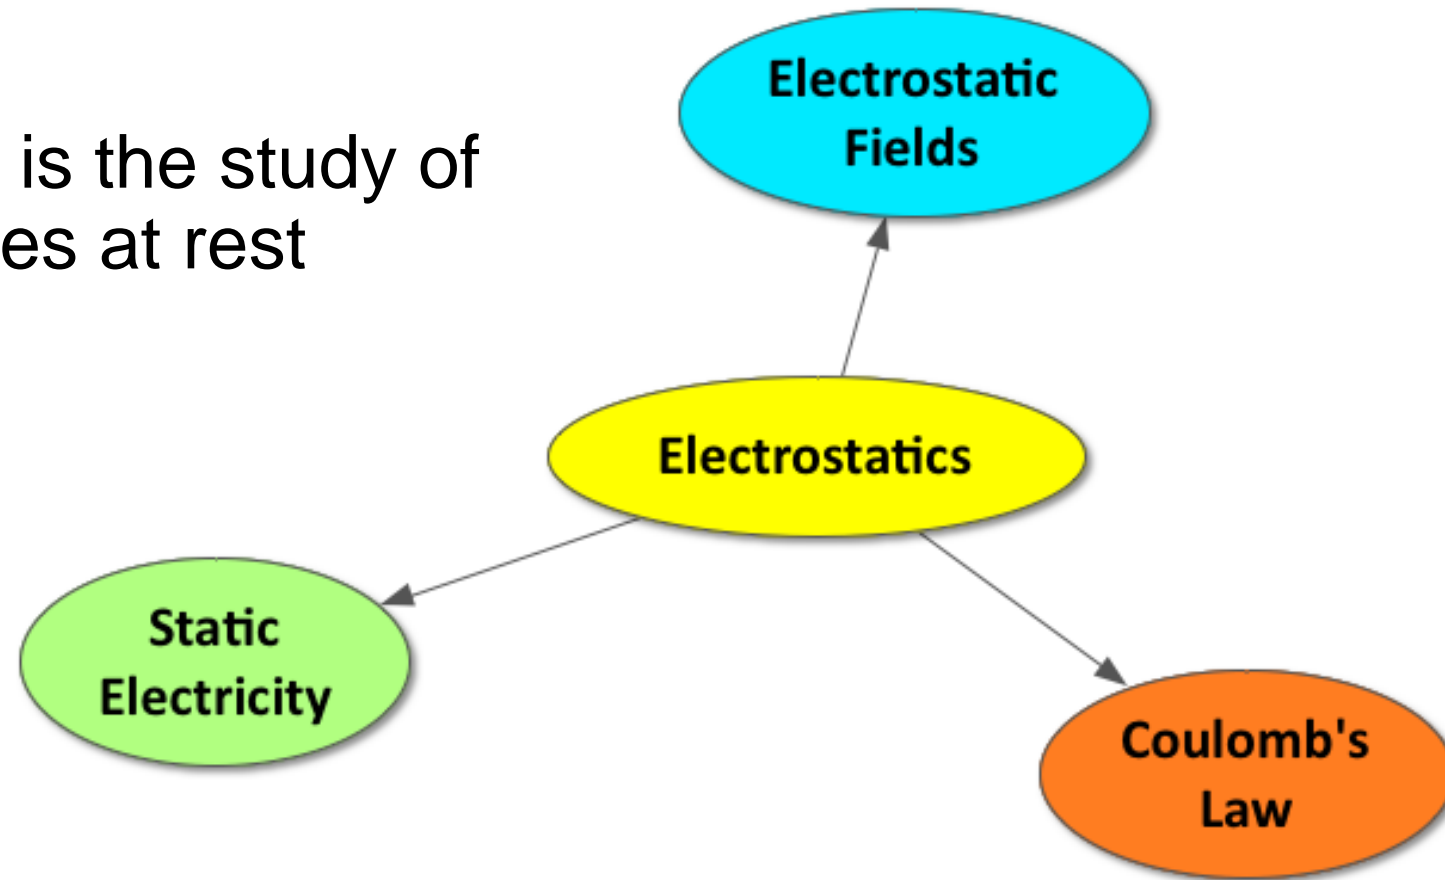 is the study of
es at rest
Electrostatic
Fields
Electrostatics
Static
Electricity
Coulomb's
Law